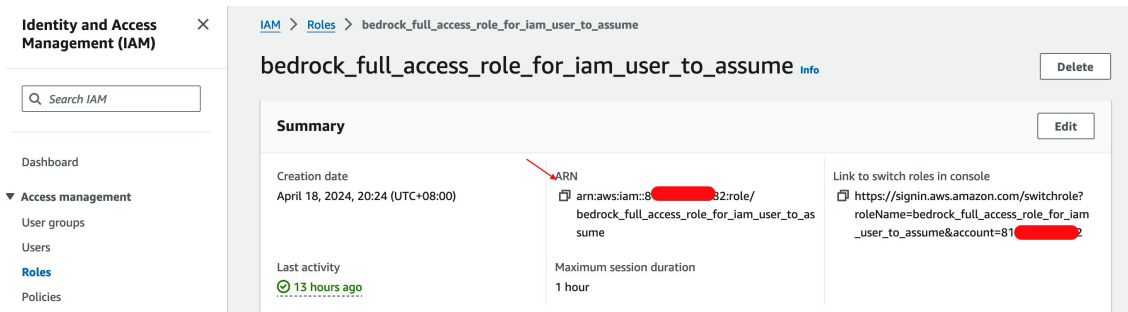 Identity and Access
Management (IAM)
Search IAM
Dashboard
Access management
User groups
Users
Roles
Policies
IAM > Roles > bedrock_full_access_role_for_iam_user_to_assume
bedrock_full_access_role_for_iam_user_to_assume Info
Delete
Summary
Edit
Creation date
April 18, 2024, 20:24 (UTC+08:00)
ARN
arn:aws:iam::8 32:role/
bedrock_full_access_role_for_iam_user_to_as
sume
Link to switch roles in console
https://signin.aws.amazon.com/switchrole?
roleName=bedrock_full_access_role_for_iam
_user_to_assume&account=81 2
Last activity
13 hours ago
Maximum session duration
1 hour